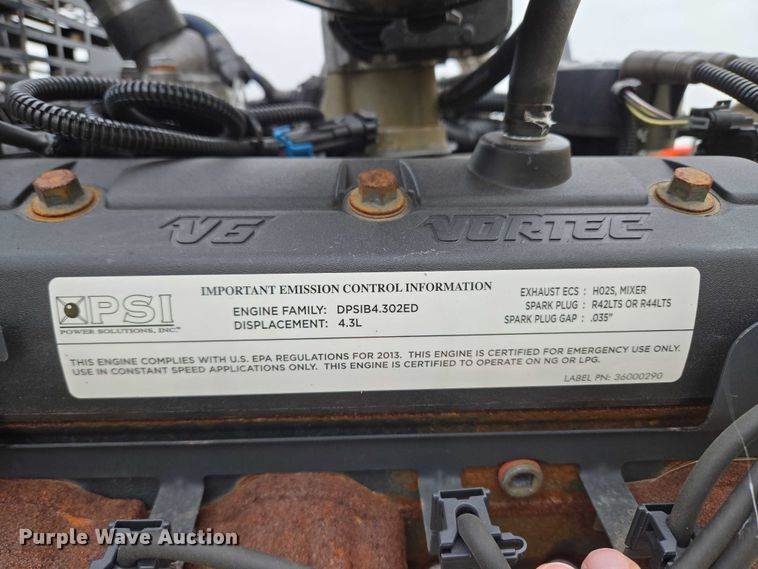 V6 VORTEC
PSI
POWER SOLUTIONS, INC.™
IMPORTANT EMISSION CONTROL INFORMATION
ENGINE FAMILY: DPSIB4.302ED
DISPLACEMENT: 4.3L
EXHAUST ECS : HO2S, MIXER
SPARK PLUG : R42LTS OR R44LTS
SPARK PLUG GAP : .035"
THIS ENGINE COMPLIES WITH U.S. EPA REGULATIONS FOR 2013. THIS ENGINE IS CERTIFIED FOR EMERGENCY USE ONLY.
USE IN CONSTANT SPEED APPLICATIONS ONLY. THIS ENGINE IS CERTIFIED TO OPERATE ON NG OR LPG.
LABEL PN: 36000290
Purple Wave Auction